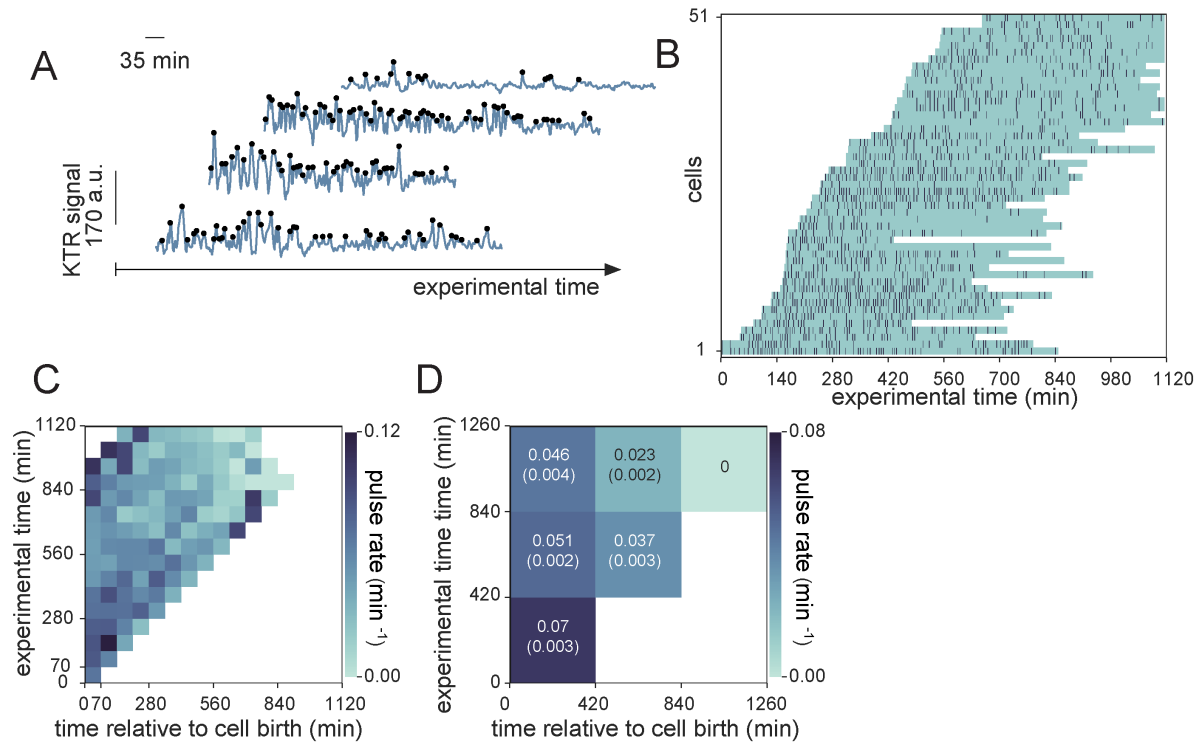 A
35 min
KTR signal
170 a.u.
experimental time
B
51
cells
1
0 140 280 420 560 700 840 980 1120
experimental time (min)
C
experimental time (min)
1120
840
560
280
70
0
0 70 280 560 840 1120
time relative to cell birth (min)
0.12
pulse rate (min -1)
0.00
D
experimental time time (min)
1260
840
420
0
0.046
(0.004)
0.023
(0.002)
0
0.051
(0.002)
0.037
(0.003)
0.07
(0.003)
0 420 840 1260
time relative to cell birth (min)
0.08
pulse rate (min -1)
0.00